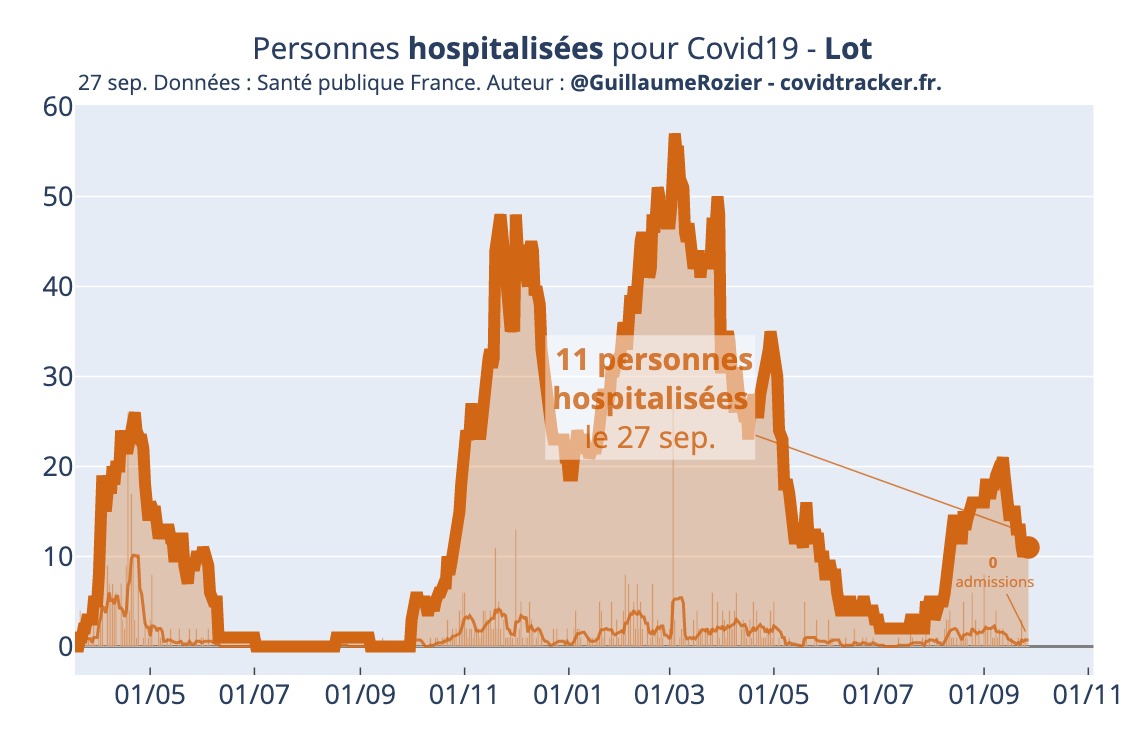 Personnes hospitalisées pour Covid19 - Lot
27 sep. Données : Santé publique France. Auteur : @GuillaumeRozier - covidtracker.fr.
60
50
40
30
20
10
0
11 personnes
hospitalisées
le 27 sep.
0
admissions
01/05 01/07 01/09 01/11 01/01 01/03 01/05 01/07 01/09 01/11